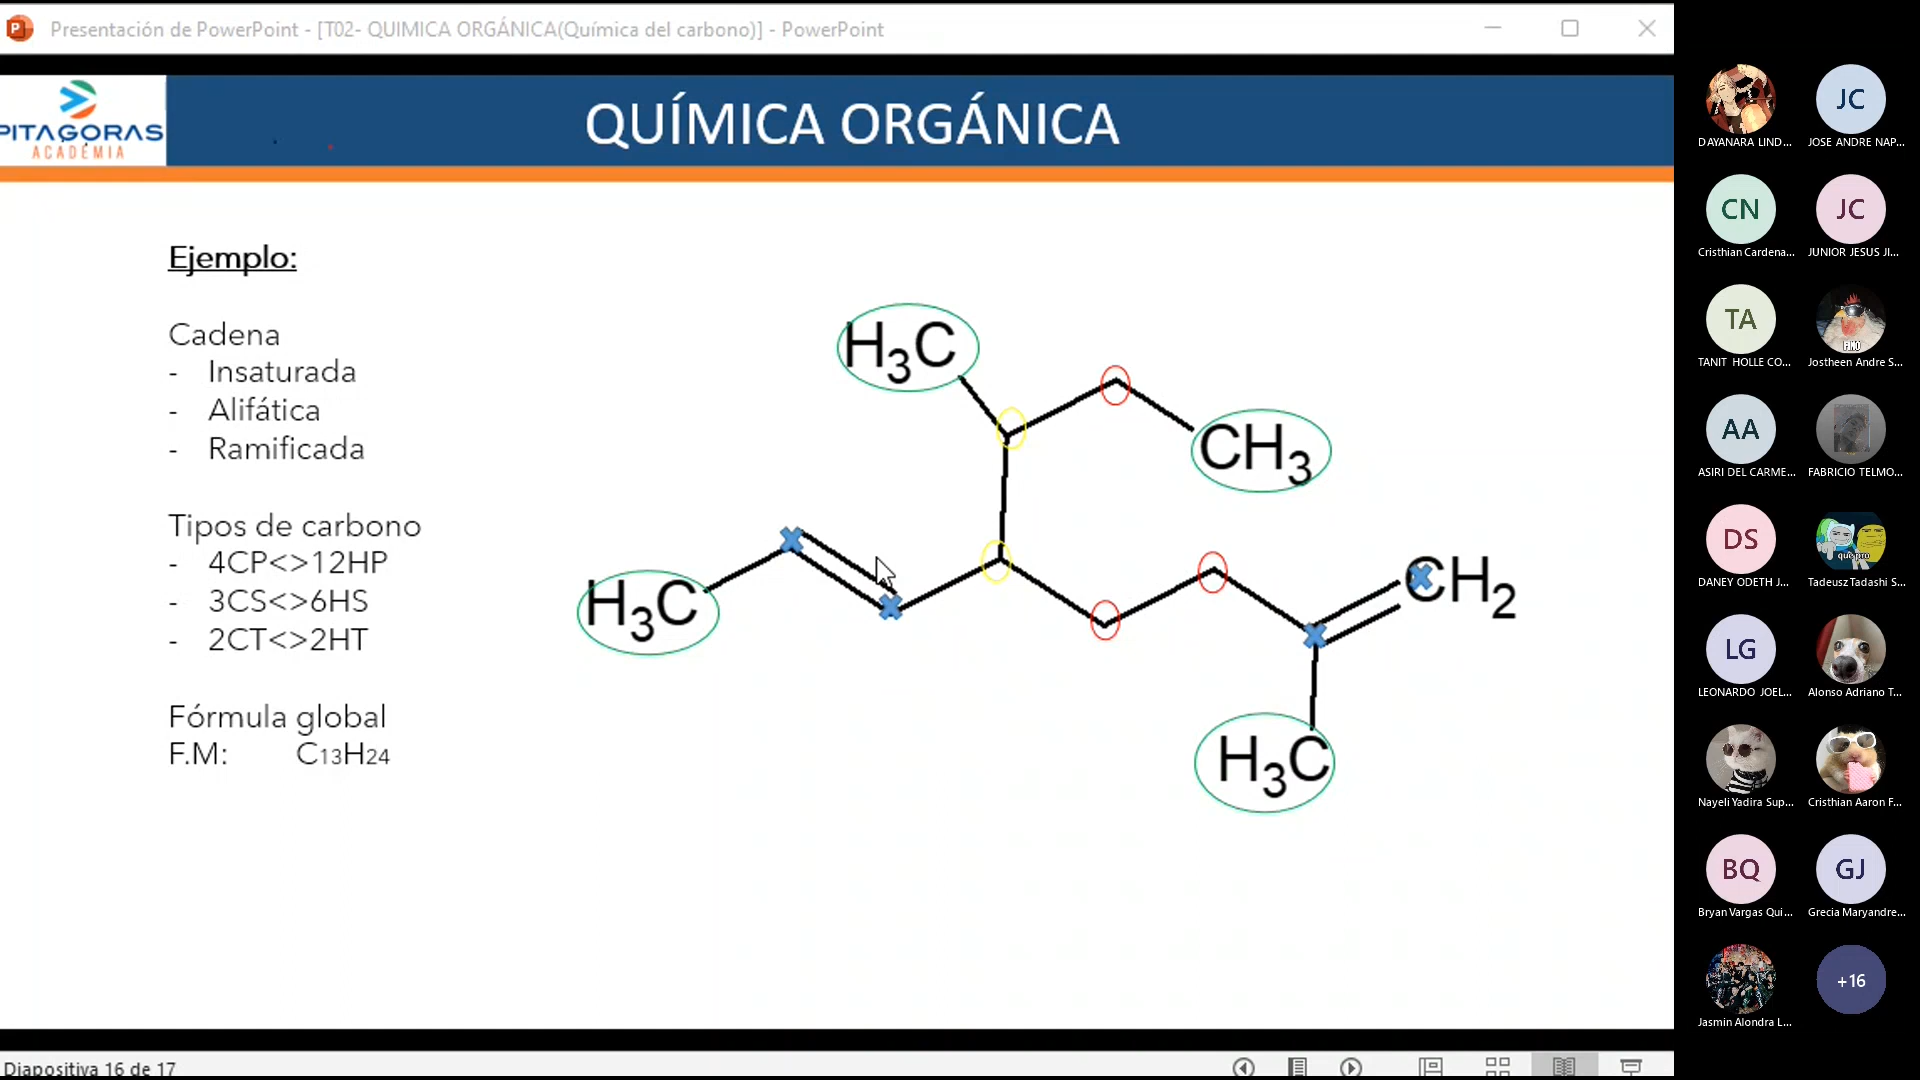 Presentación de PowerPoint - [T02- QUIMICA ORGÁNICA(Química del carbono)] - PowerPoint
PITAGORAS
ACADEMIA
QUÍMICA ORGÁNICA
Ejemplo:
Cadena
- Insaturada
- Alifática
- Ramificada
Tipos de carbono
- 4CP<>12HP
- 3CS<>6HS
- 2CT<>2HT
Fórmula global
F.M: C13H24
H3C
CH3
H3C
CH2
H3C
Diapositiva 16 de 17
DAYANARA LIND...
JC
JOSE ANDRE NAP...
CN
Cristhian Cardena...
JC
JUNIOR JESUS JI...
TA
TANIT HOLLE CO...
FINO
Jostheen Andre S...
AA
ASIRI DEL CARME...
FABRICIO TELMO...
DS
DANEY ODETH J...
que pro
Tadeusz Tadashi S...
LG
LEONARDO JOEL...
Alonso Adriano T...
Nayeli Yadira Sup...
Cristhian Aaron F...
BQ
Bryan Vargas Qui...
GJ
Grecia Maryandre...
Jasmin Alondra L...
+16